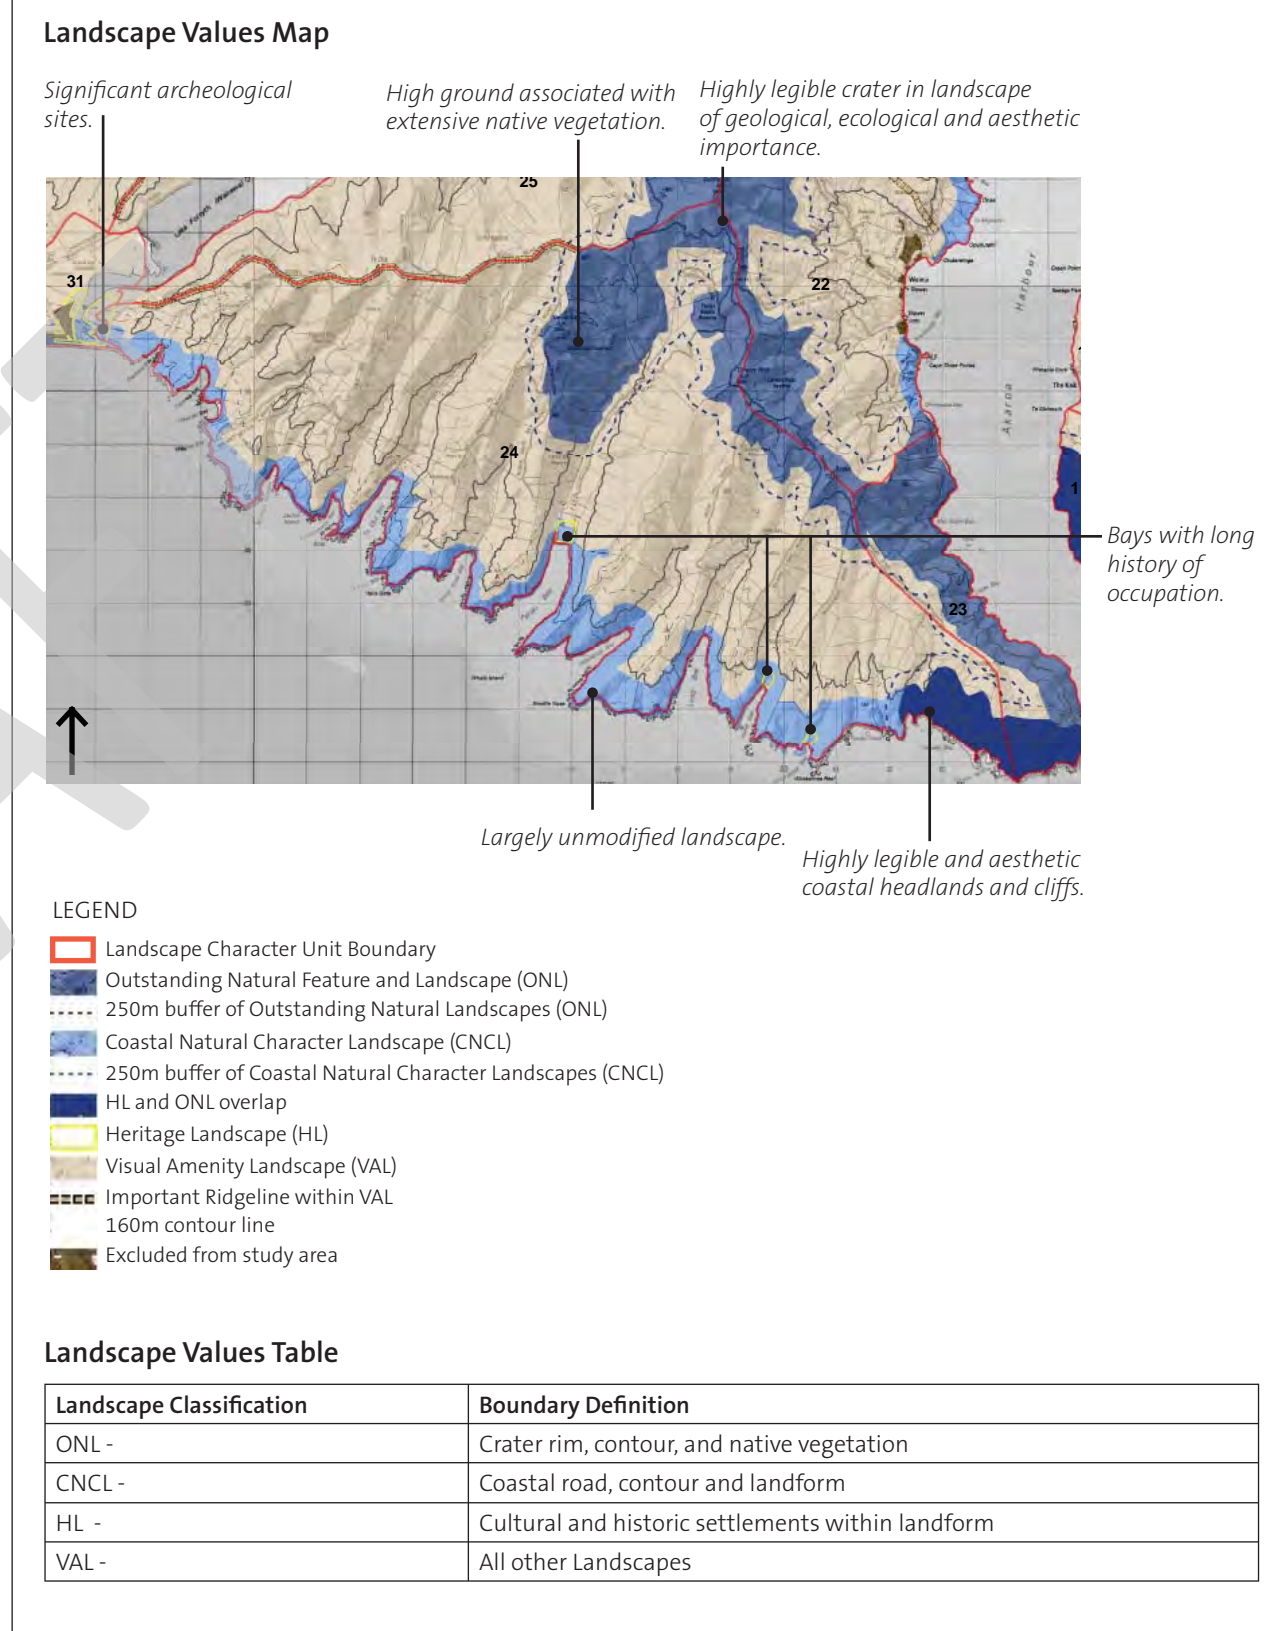 Landscape Values Map
Significant archeological
sites.
High ground associated with
extensive native vegetation.
Highly legible crater in landscape
of geological, ecological and aesthetic
importance.
25
31
22
Harbour
Akaroa
24
1
23
Bays with long
history of
occupation.
Largely unmodified landscape.
Highly legible and aesthetic
coastal headlands and cliffs.
LEGEND
Landscape Character Unit Boundary
Outstanding Natural Feature and Landscape (ONL)
250m buffer of Outstanding Natural Landscapes (ONL)
Coastal Natural Character Landscape (CNCL)
250m buffer of Coastal Natural Character Landscapes (CNCL)
HL and ONL overlap
Heritage Landscape (HL)
Visual Amenity Landscape (VAL)
Important Ridgeline within VAL
160m contour line
Excluded from study area
Landscape Values Table
Landscape Classification Boundary Definition
ONL - Crater rim, contour, and native vegetation
CNCL - Coastal road, contour and landform
HL - Cultural and historic settlements within landform
VAL - All other Landscapes